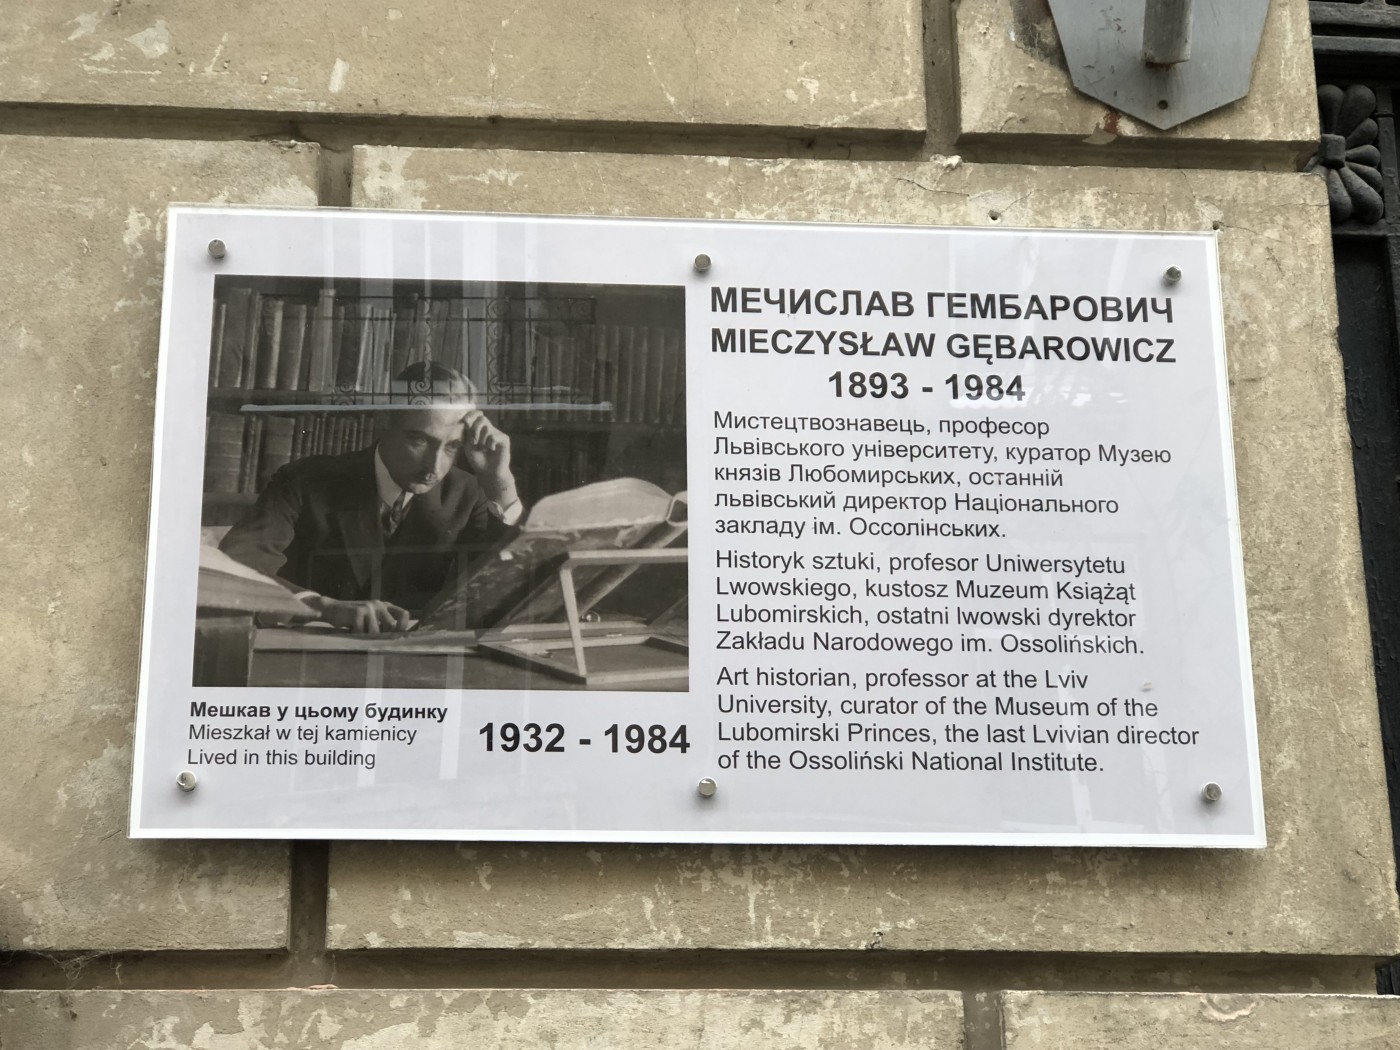 МЕЧИСЛАВ ГЕМБАРОВИЧ
MIECZYSŁAW GĘBAROWICZ
1893 - 1984
Мистецтвознавець, професор
Львівського університету, куратор Музею
князів Любомирських, останній
львівський директор Національного
закладу ім. Оссолінських.
Historyk sztuki, profesor Uniwersytetu
Lwowskiego, kustosz Muzeum Książąt
Lubomirskich, ostatni lwowski dyrektor
Zakładu Narodowego im. Ossolińskich.
Art historian, professor at the Lviv
University, curator of the Museum of the
Lubomirski Princes, the last Lvivian director
of the Ossoliński National Institute.
Мешкав у цьому будинку
Mieszkał w tej kamienicy
Lived in this building
1932 - 1984